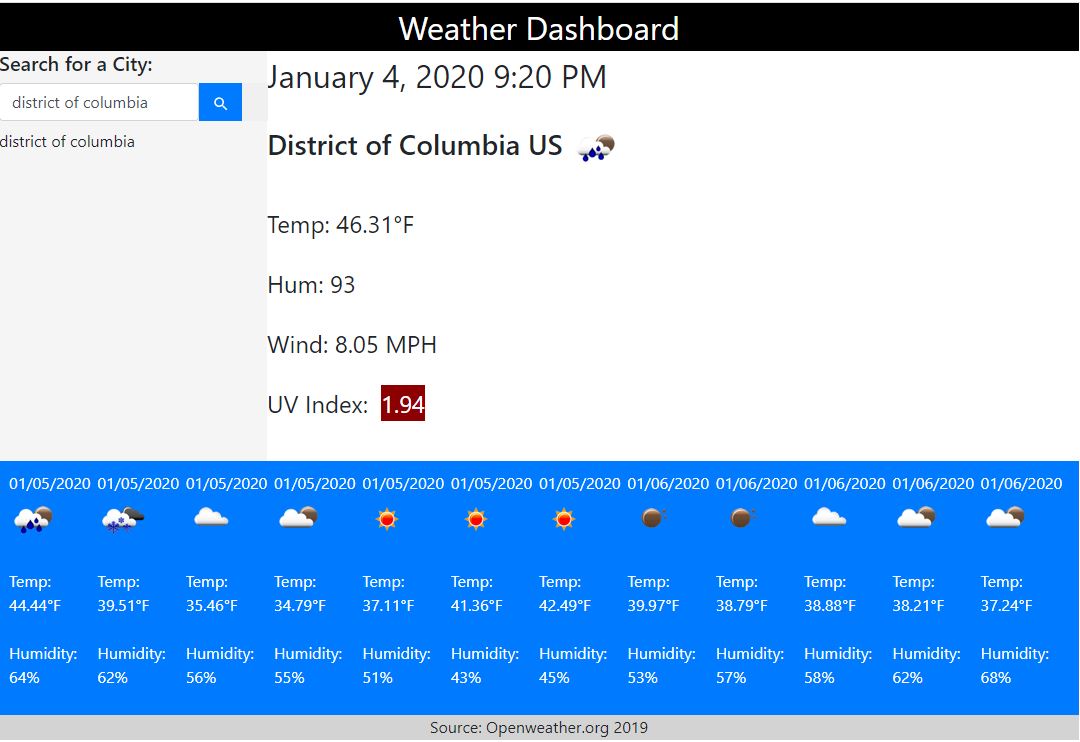 Weather Dashboard
Search for a City:
district of columbia
district of columbia
January 4, 2020 9:20 PM
District of Columbia US
Temp: 46.31°F
Hum: 93
Wind: 8.05 MPH
UV Index: 1.94
01/05/2020 01/05/2020 01/05/2020 01/05/2020 01/05/2020 01/05/2020 01/05/2020 01/06/2020 01/06/2020 01/06/2020 01/06/2020 01/06/2020
Temp: Temp: Temp: Temp: Temp: Temp: Temp: Temp: Temp: Temp: Temp: Temp:
44.44°F 39.51°F 35.46°F 34.79°F 37.11°F 41.36°F 42.49°F 39.97°F 38.79°F 38.88°F 38.21°F 37.24°F
Humidity: Humidity: Humidity: Humidity: Humidity: Humidity: Humidity: Humidity: Humidity: Humidity: Humidity: Humidity:
64% 62% 56% 55% 51% 43% 45% 53% 57% 58% 62% 68%
Source: Openweather.org 2019